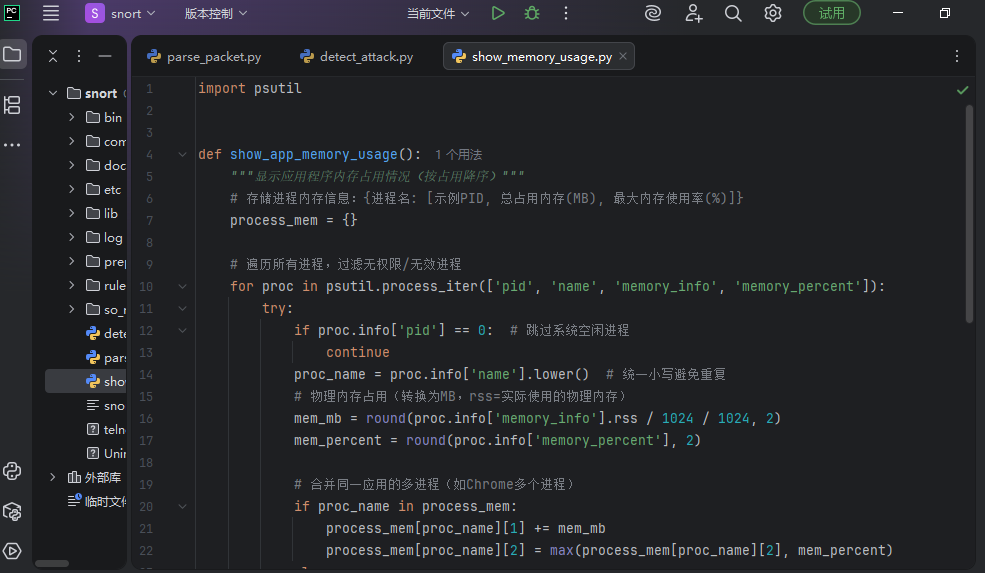 PC
S snort 版本控制 当前文件 试用
parse_packet.py detect_attack.py show_memory_usage.py
snort
bin
com
doc
etc
lib
log
prep
rule
so_r
dete
pars
show
sno
teln
Unin
外部库
临时文件
1 import psutil
2
3
4 def show_app_memory_usage(): 1 个用法
5 """显示应用程序内存占用情况（按占用降序）"""
6 # 存储进程内存信息：{进程名: [示例PID, 总占用内存(MB), 最大内存使用率(%)]}
7 process_mem = {}
8
9 # 遍历所有进程，过滤无权限/无效进程
10 for proc in psutil.process_iter(['pid', 'name', 'memory_info', 'memory_percent']):
11 try:
12 if proc.info['pid'] == 0: # 跳过系统空闲进程
13 continue
14 proc_name = proc.info['name'].lower() # 统一小写避免重复
15 # 物理内存占用（转换为MB，rss=实际使用的物理内存）
16 mem_mb = round(proc.info['memory_info'].rss / 1024 / 1024, 2)
17 mem_percent = round(proc.info['memory_percent'], 2)
18
19 # 合并同一应用的多进程（如Chrome多个进程）
20 if proc_name in process_mem:
21 process_mem[proc_name][1] += mem_mb
22 process_mem[proc_name][2] = max(process_mem[proc_name][2], mem_percent)